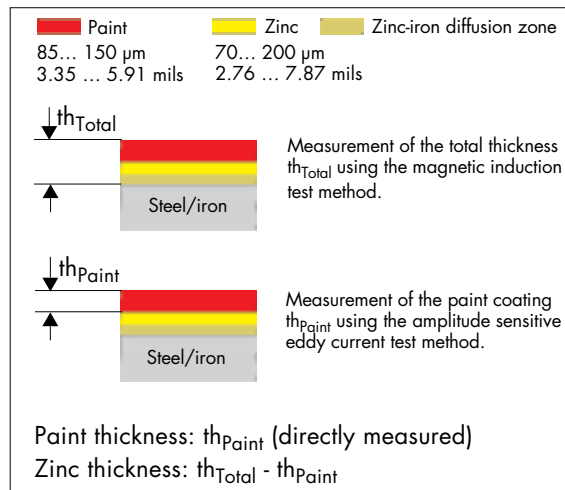 Paint Zinc Zinc-iron diffusion zone
85... 150 µm 70... 200 µm
3.35 ... 5.91 mils 2.76 ... 7.87 mils
thTotal
Measurement of the total thickness
thTotal using the magnetic induction
test method.
Steel/iron
thPaint
Measurement of the paint coating
thPaint using the amplitude sensitive
eddy current test method.
Steel/iron
Paint thickness: thPaint (directly measured)
Zinc thickness: thTotal - thPaint